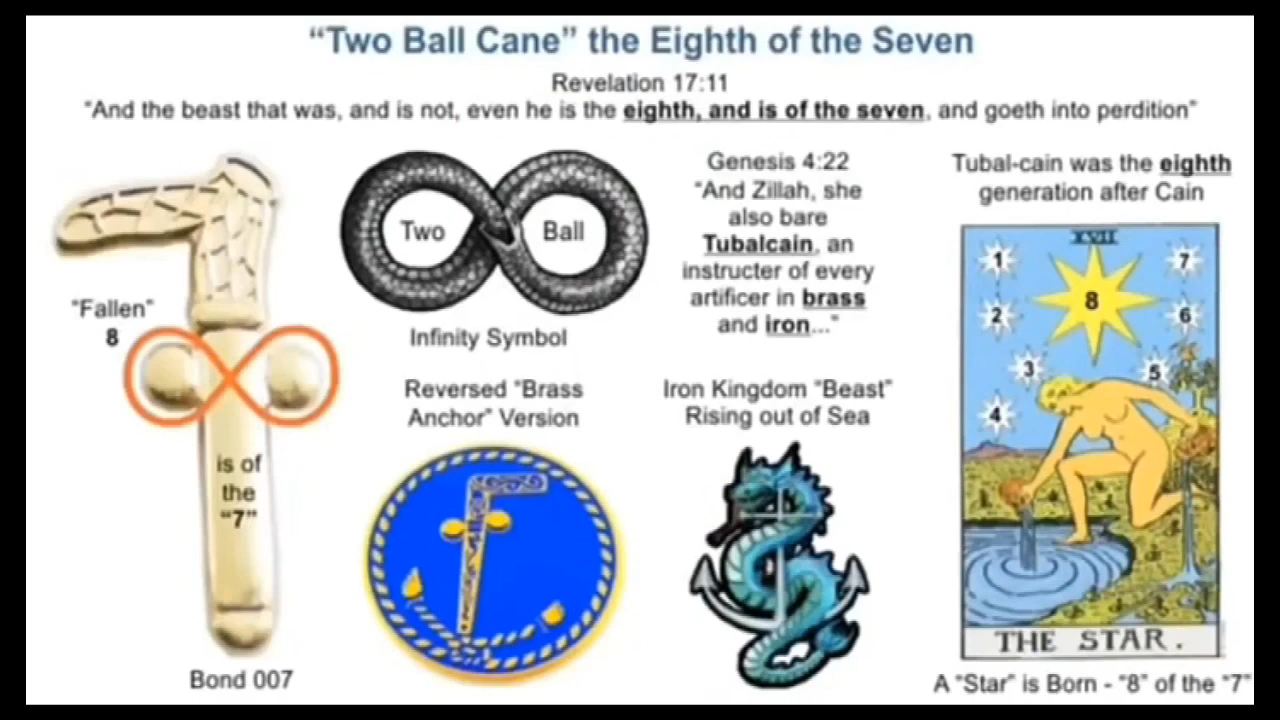 “Two Ball Cane” the Eighth of the Seven
Revelation 17:11
“And the beast that was, and is not, even he is the eighth, and is of the seven, and goeth into perdition”
“Fallen”
8
is of
the
“7”
Bond 007
Two
Ball
Infinity Symbol
Reversed “Brass
Anchor” Version
Genesis 4:22
“And Zillah, she
also bare
Tubalcain, an
instructer of every
artificer in brass
and iron...”
Iron Kingdom “Beast”
Rising out of Sea
Tubal-cain was the eighth
generation after Cain
XVII
1
7
8
2
6
3
5
4
THE STAR.
A “Star” is Born - “8” of the “7”